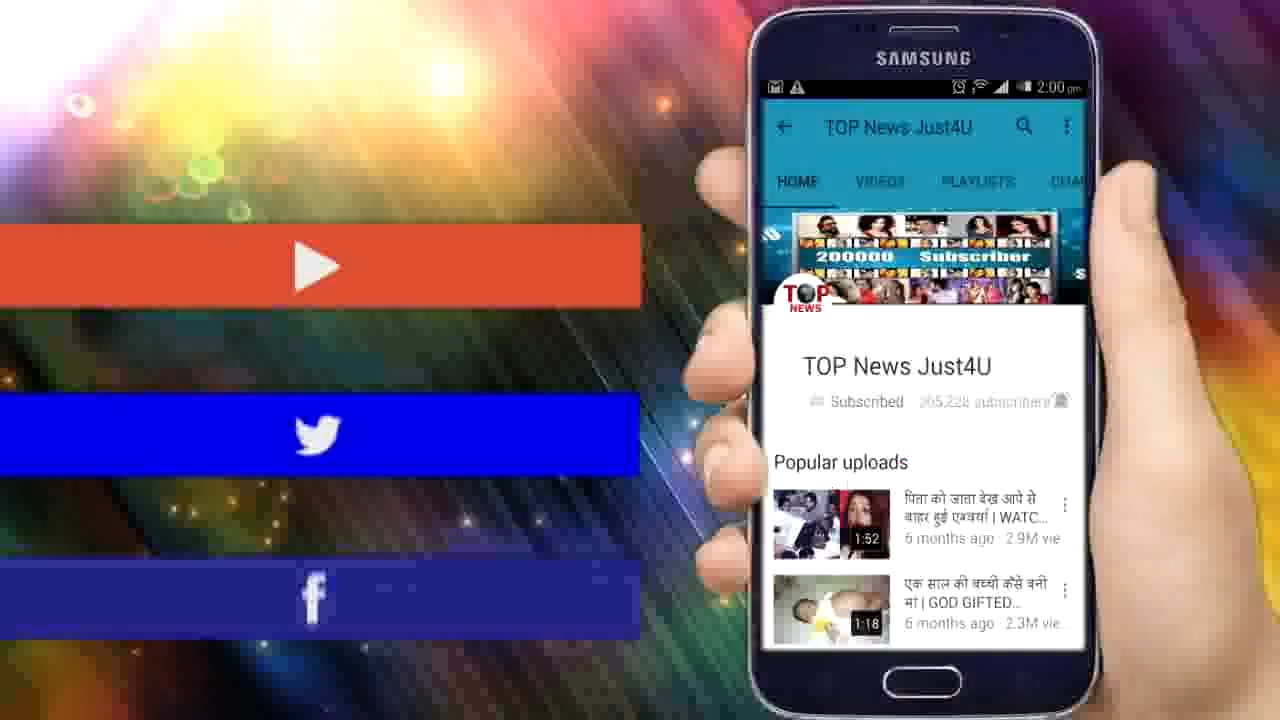 SAMSUNG
2:00 pm
TOP News Just4U
HOME VIDEOS PLAYLISTS
200000 Subscriber
TOP
NEWS
TOP News Just4U
Subscribed subscribers
Popular uploads
पिता को जाता देख आपे से
बाहर हुई एश्वर्या | WATC...
1:52
6 months ago · 2.9M vie
एक साल की बच्ची कैसे बनी
मां | GOD GIFTED...
1:18
6 months ago · 2.3M vie